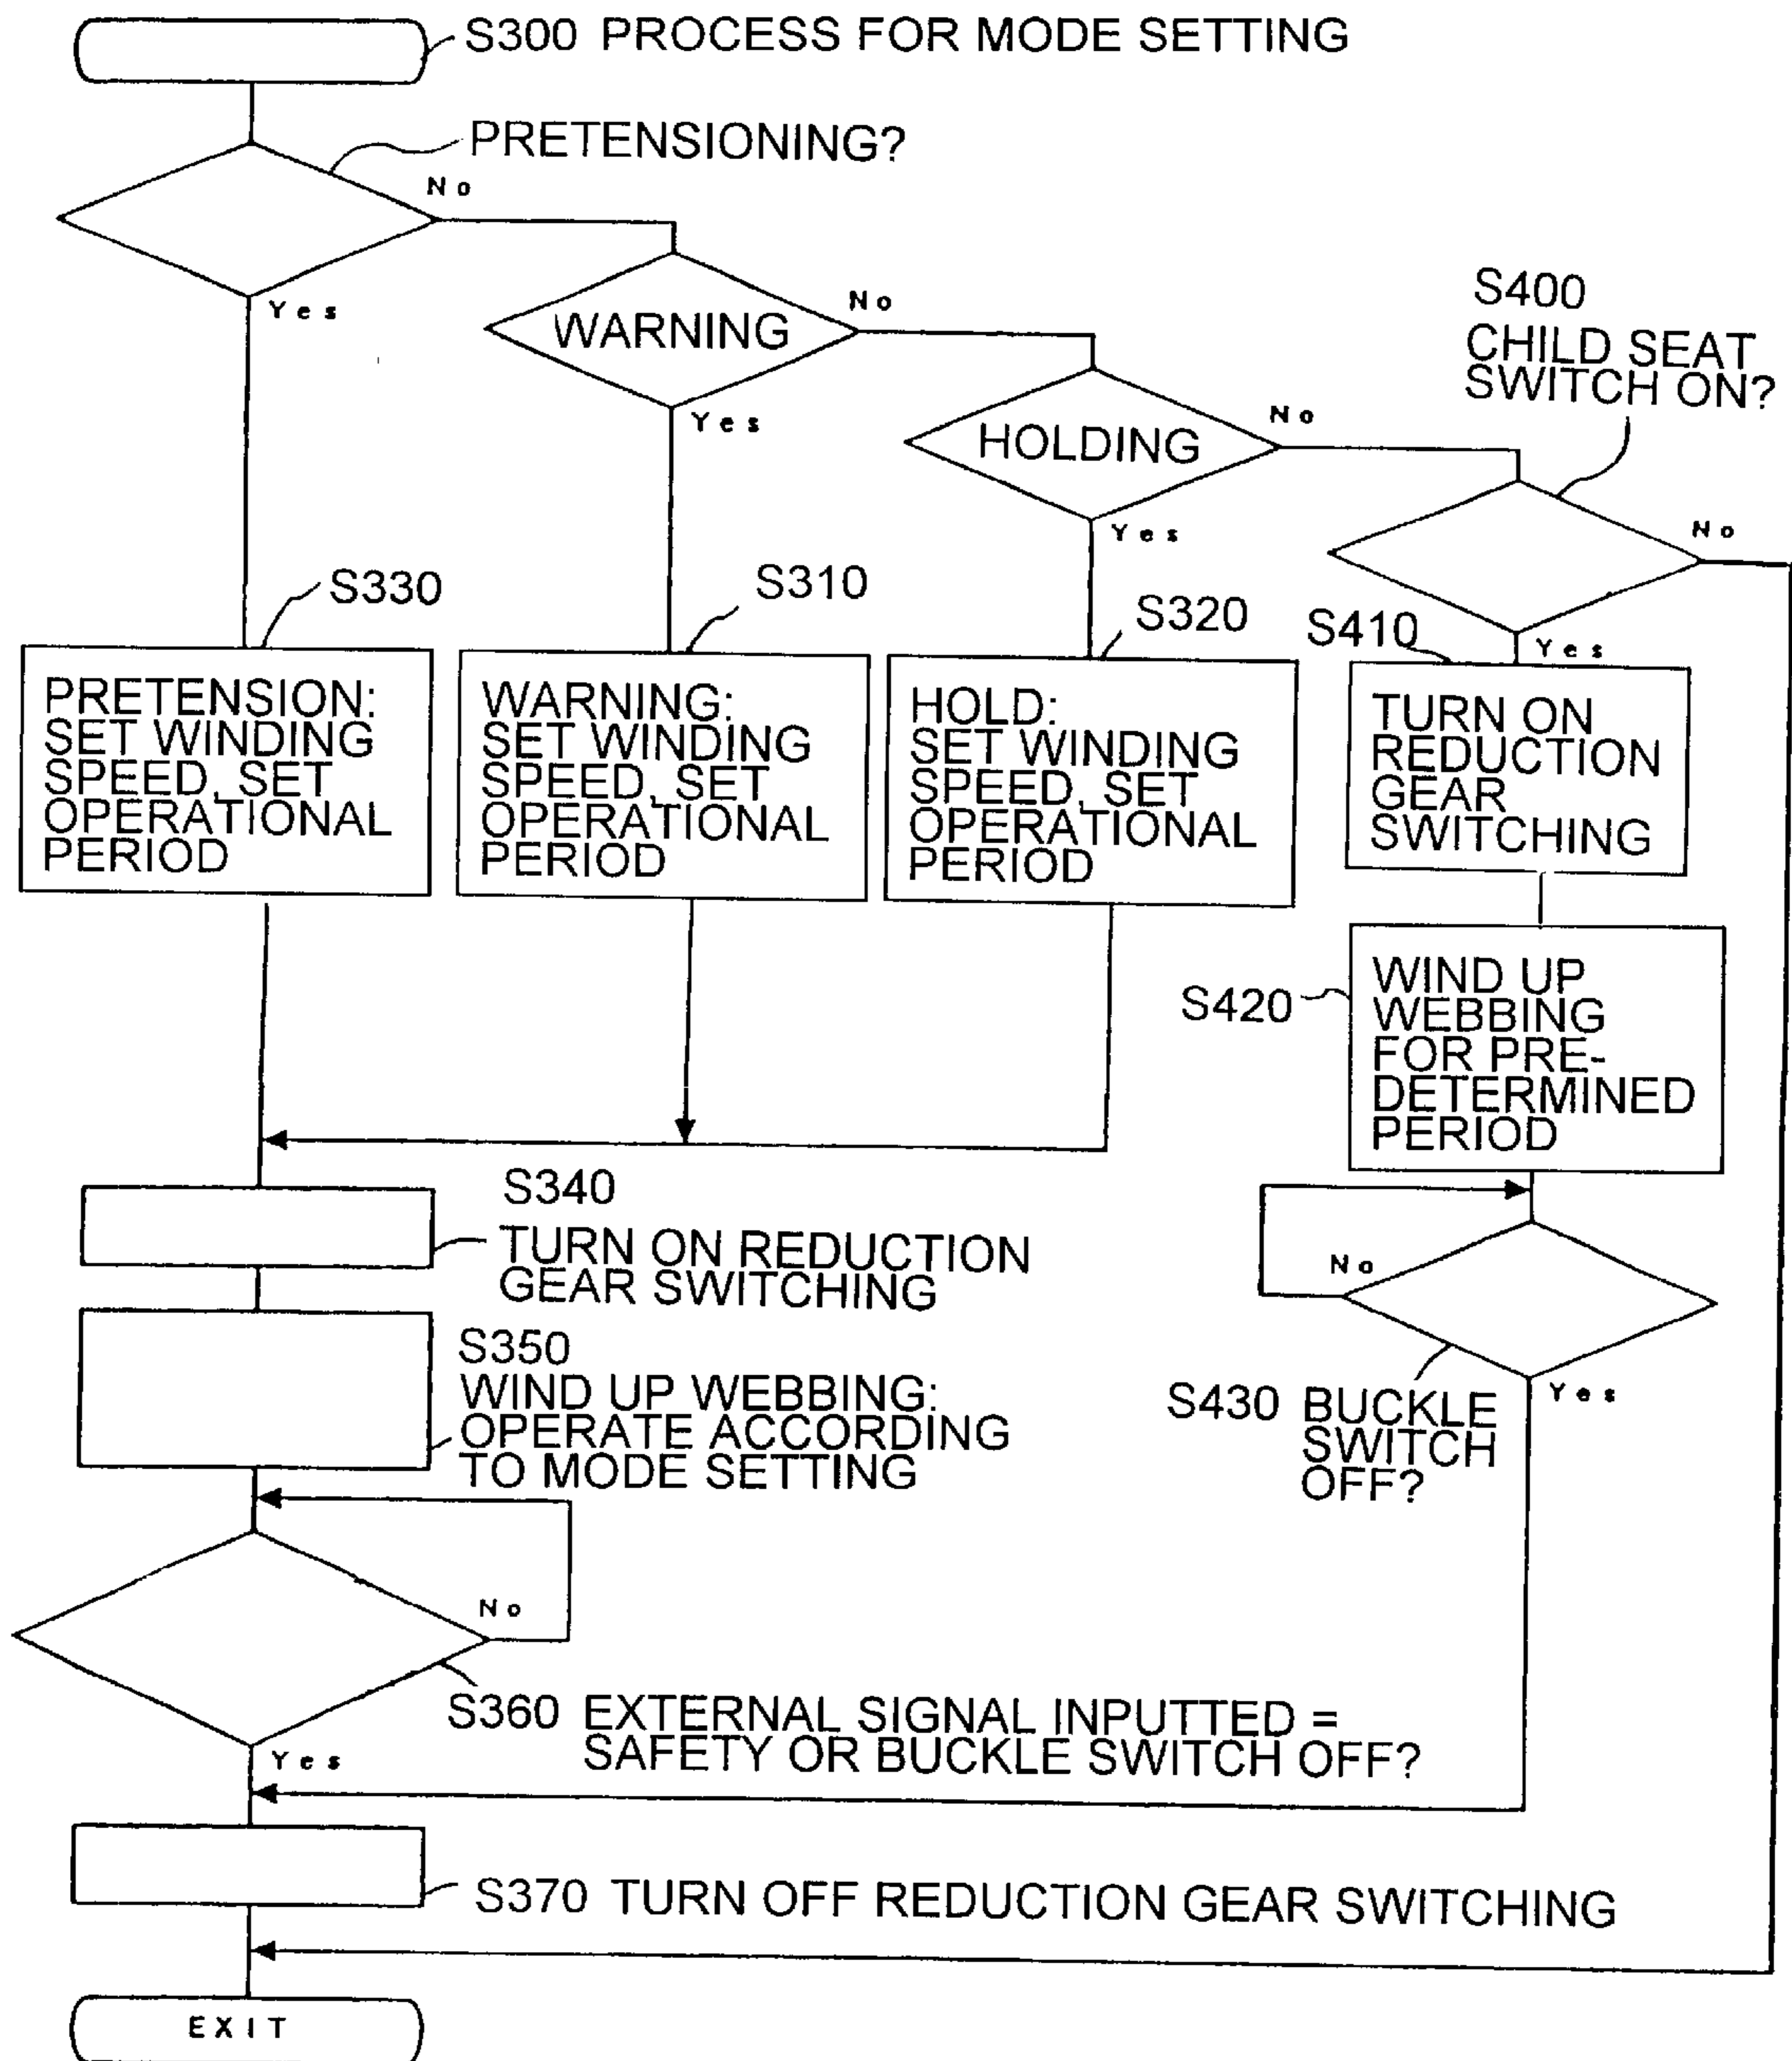 S300 PROCESS FOR MODE SETTING
PRETENSIONING?
No
Yes
WARNING
No
Yes
HOLDING
No
Yes
S400
CHILD SEAT
SWITCH ON?
No
Yes
S330
PRETENSION:
SET WINDING
SPEED, SET
OPERATIONAL
PERIOD
S310
WARNING:
SET WINDING
SPEED, SET
OPERATIONAL
PERIOD
S320
HOLD:
SET WINDING
SPEED, SET
OPERATIONAL
PERIOD
S410
TURN ON
REDUCTION
GEAR
SWITCHING
S420
WIND UP
WEBBING
FOR PRE-
DETERMINED
PERIOD
S340
TURN ON REDUCTION
GEAR SWITCHING
No
S430 BUCKLE
SWITCH
OFF?
Yes
S350
WIND UP WEBBING:
OPERATE ACCORDING
TO MODE SETTING
No
S360 EXTERNAL SIGNAL INPUTTED =
SAFETY OR BUCKLE SWITCH OFF?
Yes
S370 TURN OFF REDUCTION GEAR SWITCHING
EXIT